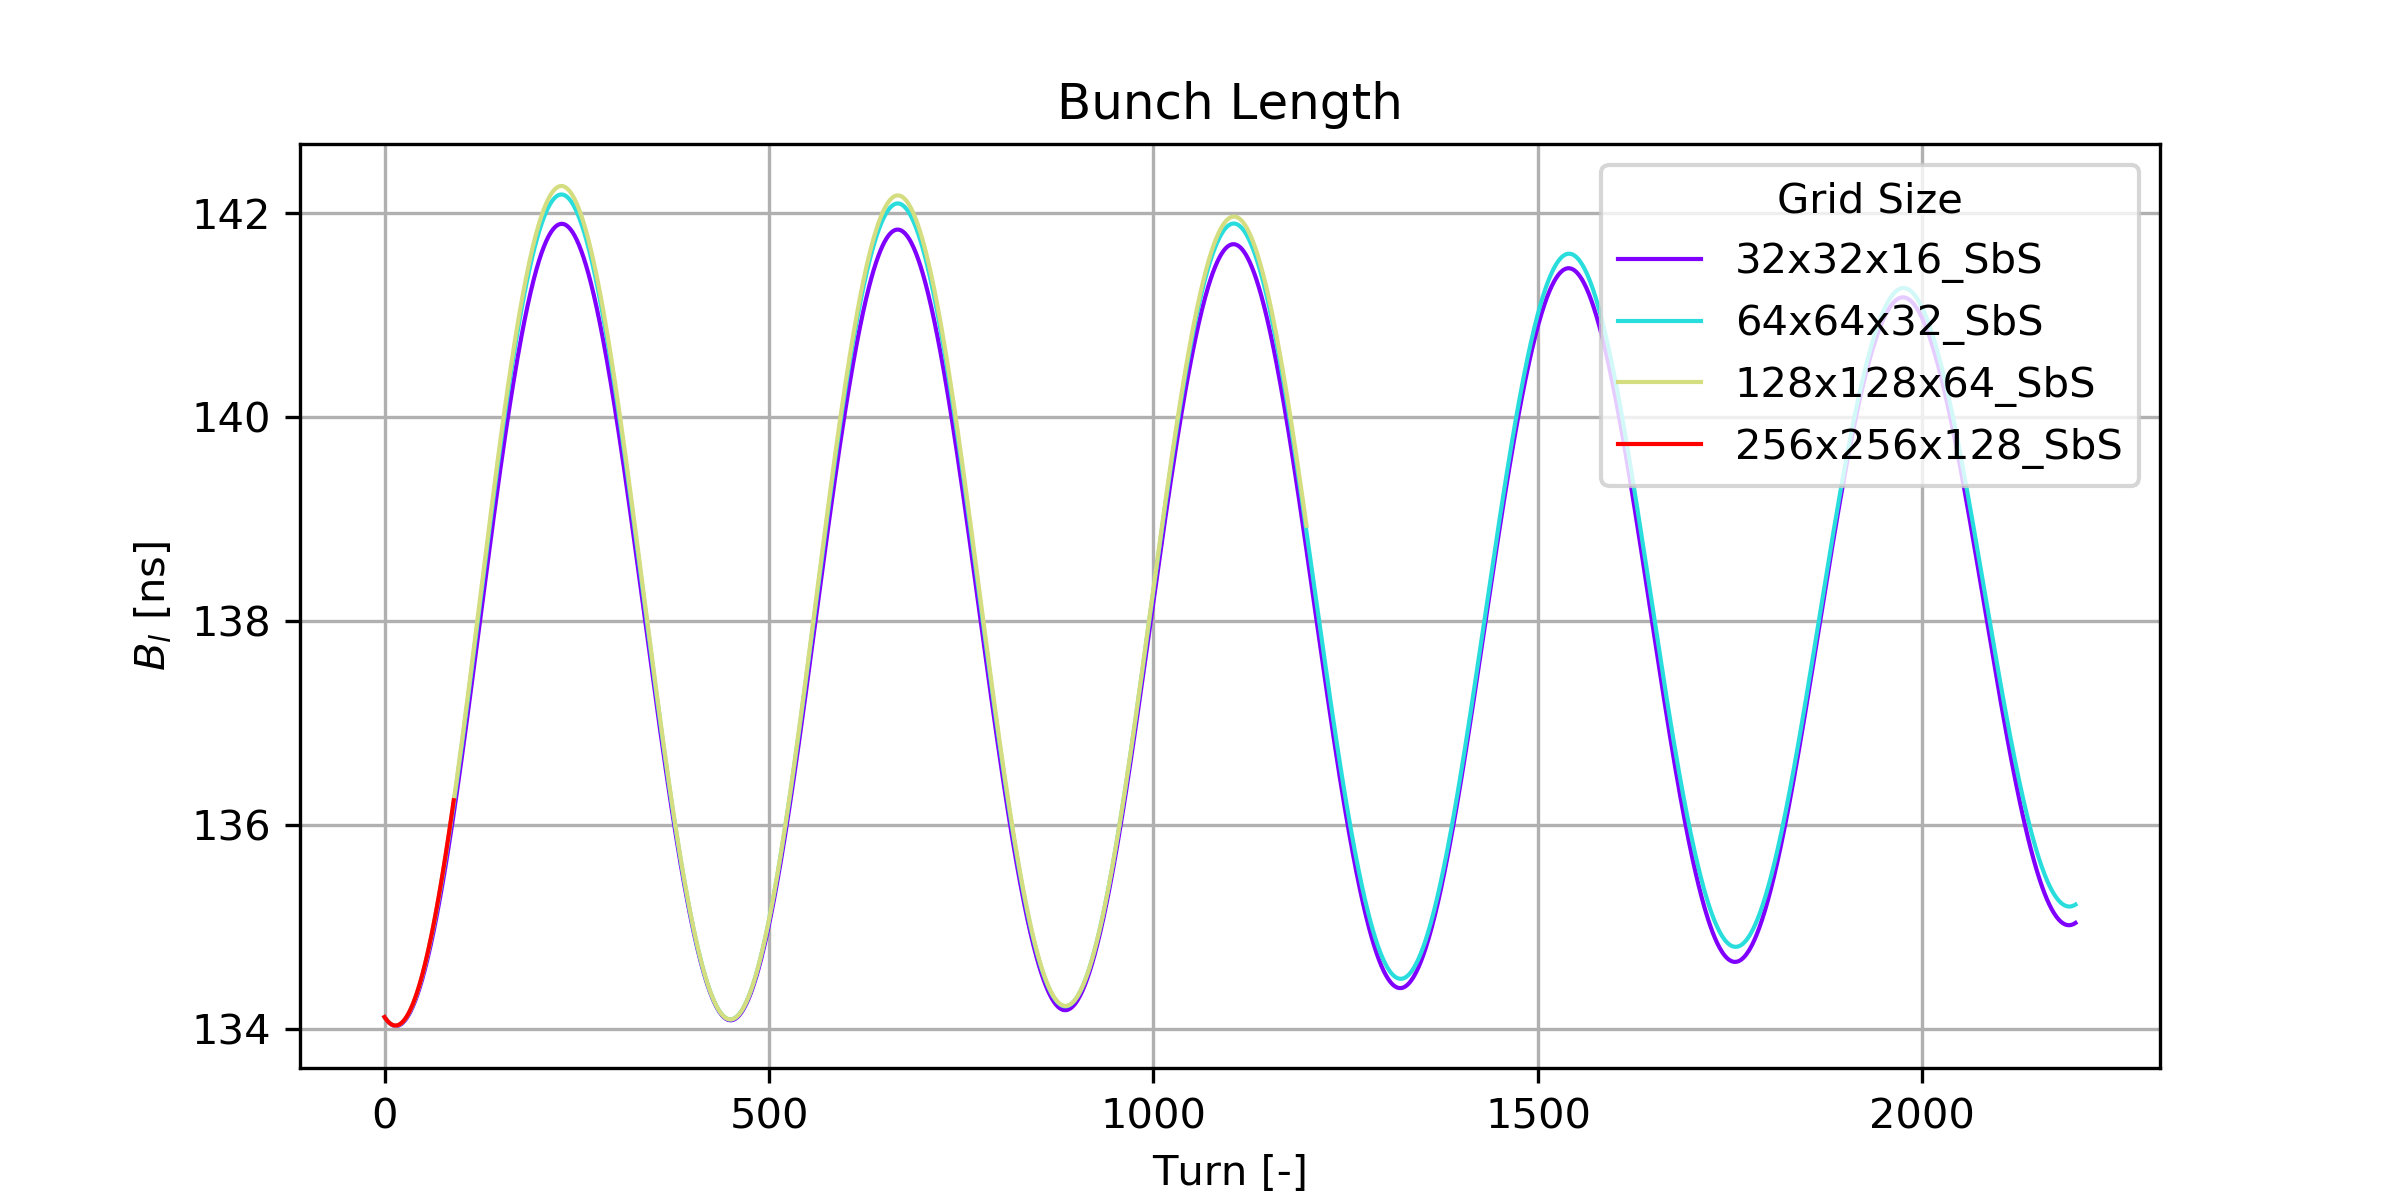 Bunch Length
Grid Size
32x32x16_SbS
64x64x32_SbS
128x128x64_SbS
256x256x128_SbS
142
140
138
136
134
B_l [ns]
0 500 1000 1500 2000
Turn [-]